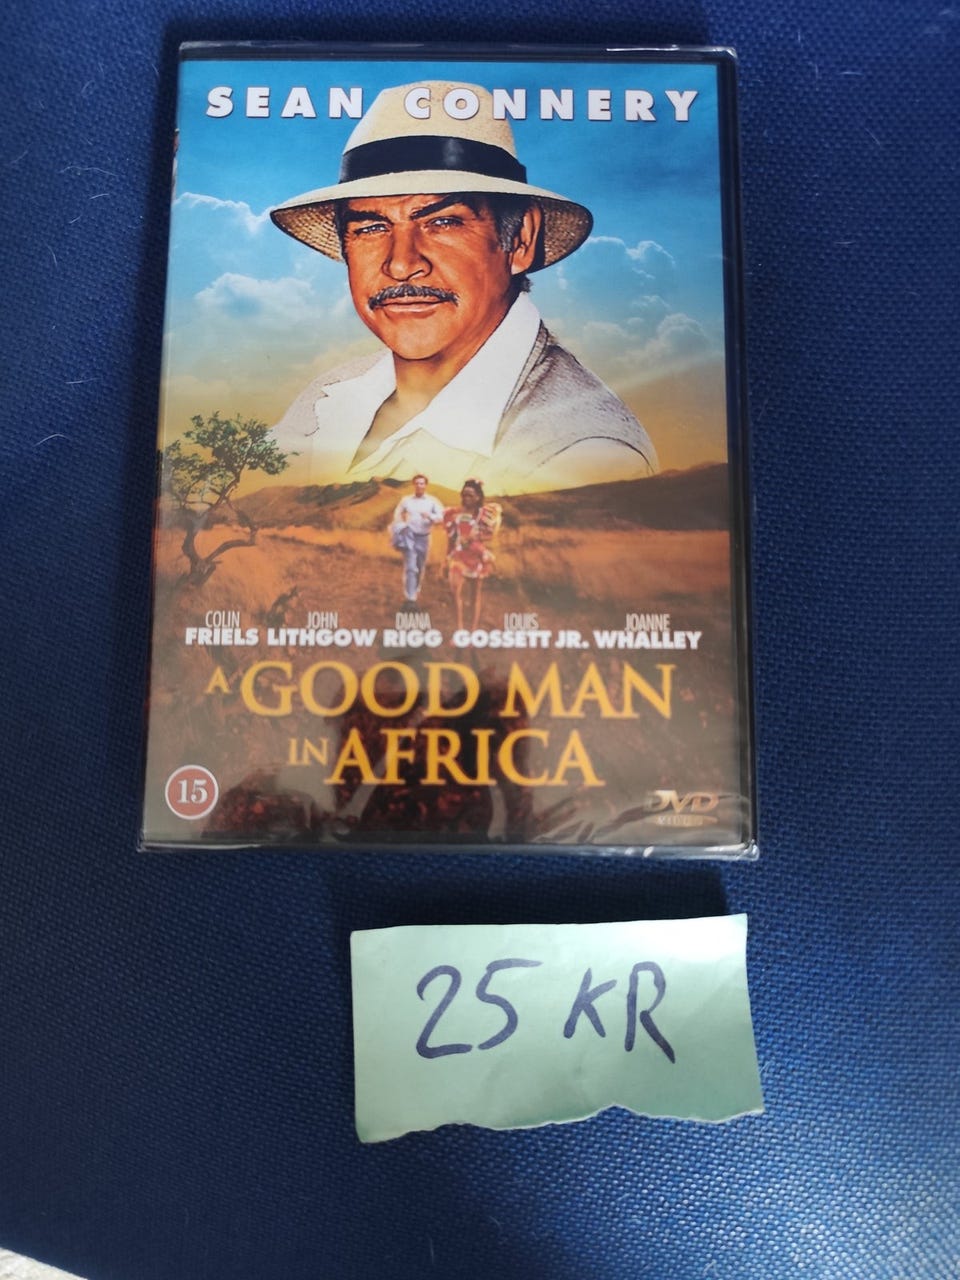 SEAN CONNERY
COLIN JOHN DIANA LOUIS JOANNE
FRIELS LITHGOW RIGG GOSSETT JR. WHALLEY
A GOOD MAN
IN AFRICA
15
DVD
VIDEO
25 KR